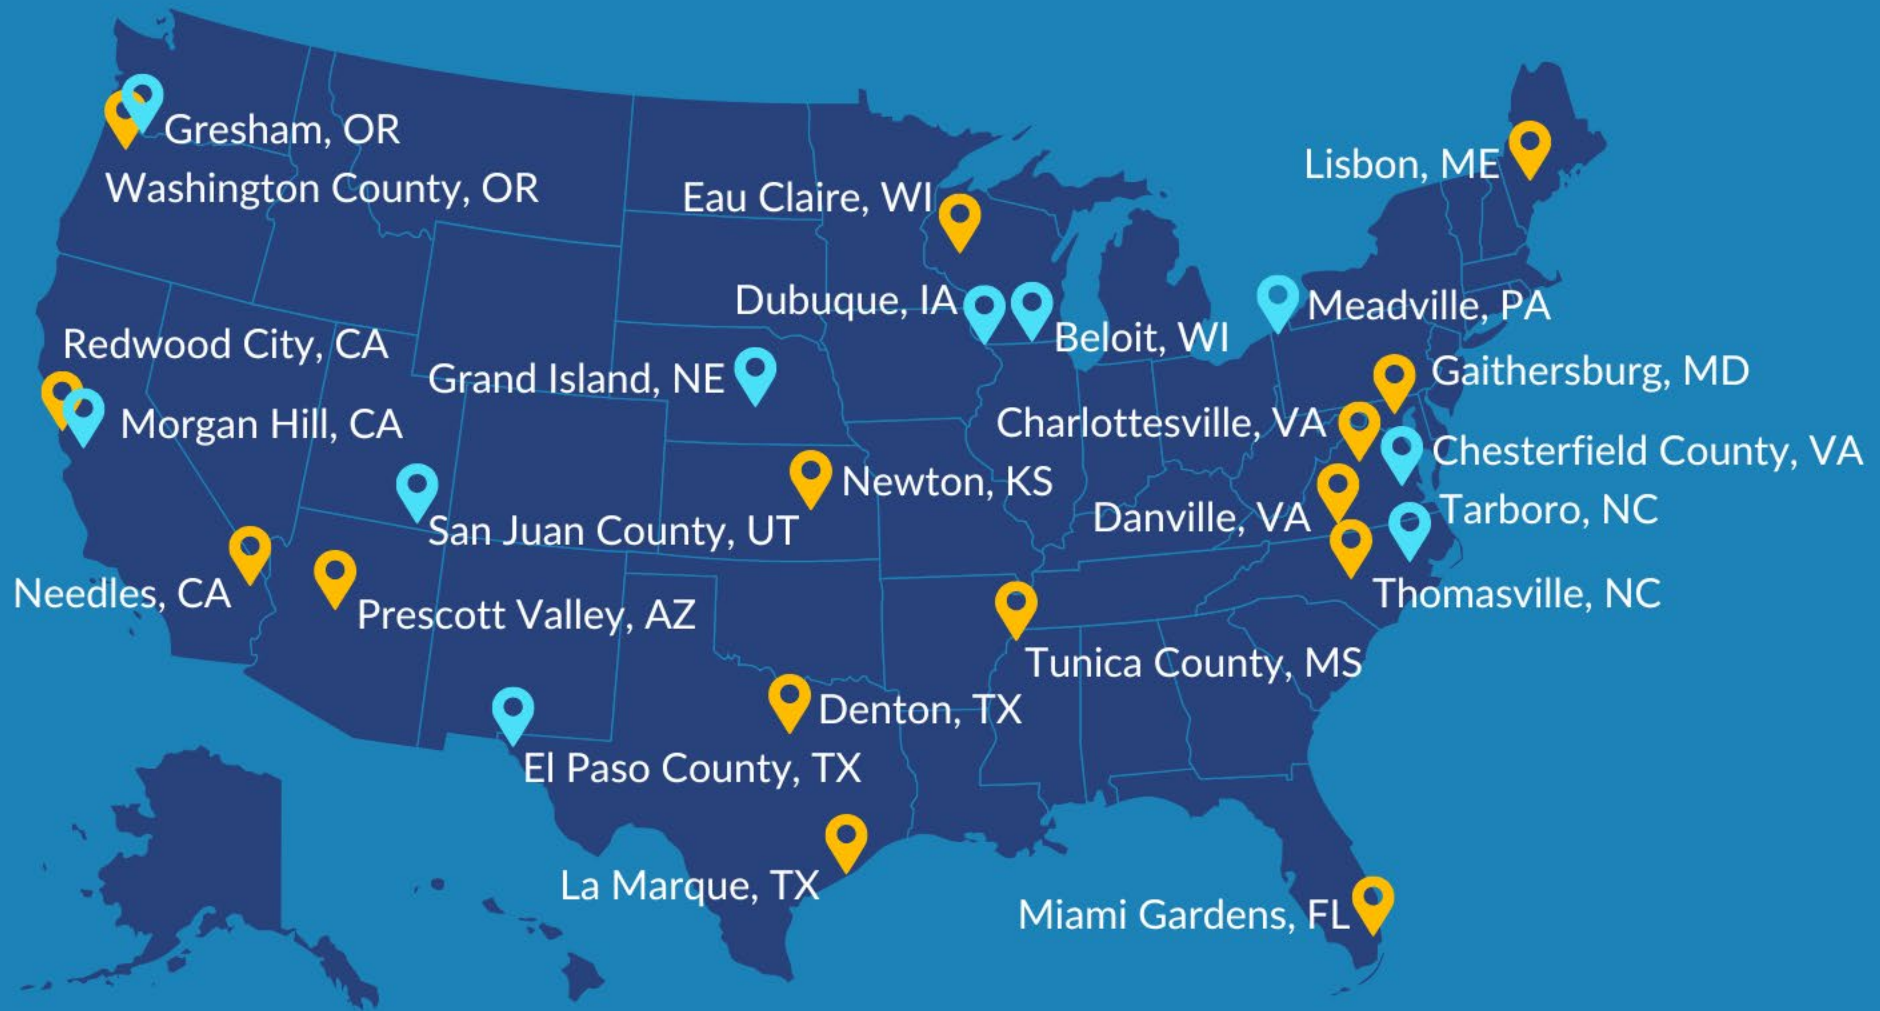 Gresham, OR
Lisbon, ME
Washington County, OR
Eau Claire, WI
Dubuque, IA
Meadville, PA
Beloit, WI
Redwood City, CA
Grand Island, NE
Gaithersburg, MD
Morgan Hill, CA
Charlottesville, VA
Chesterfield County, VA
Newton, KS
Tarboro, NC
Danville, VA
San Juan County, UT
Needles, CA
Thomasville, NC
Prescott Valley, AZ
Tunica County, MS
Denton, TX
El Paso County, TX
La Marque, TX
Miami Gardens, FL